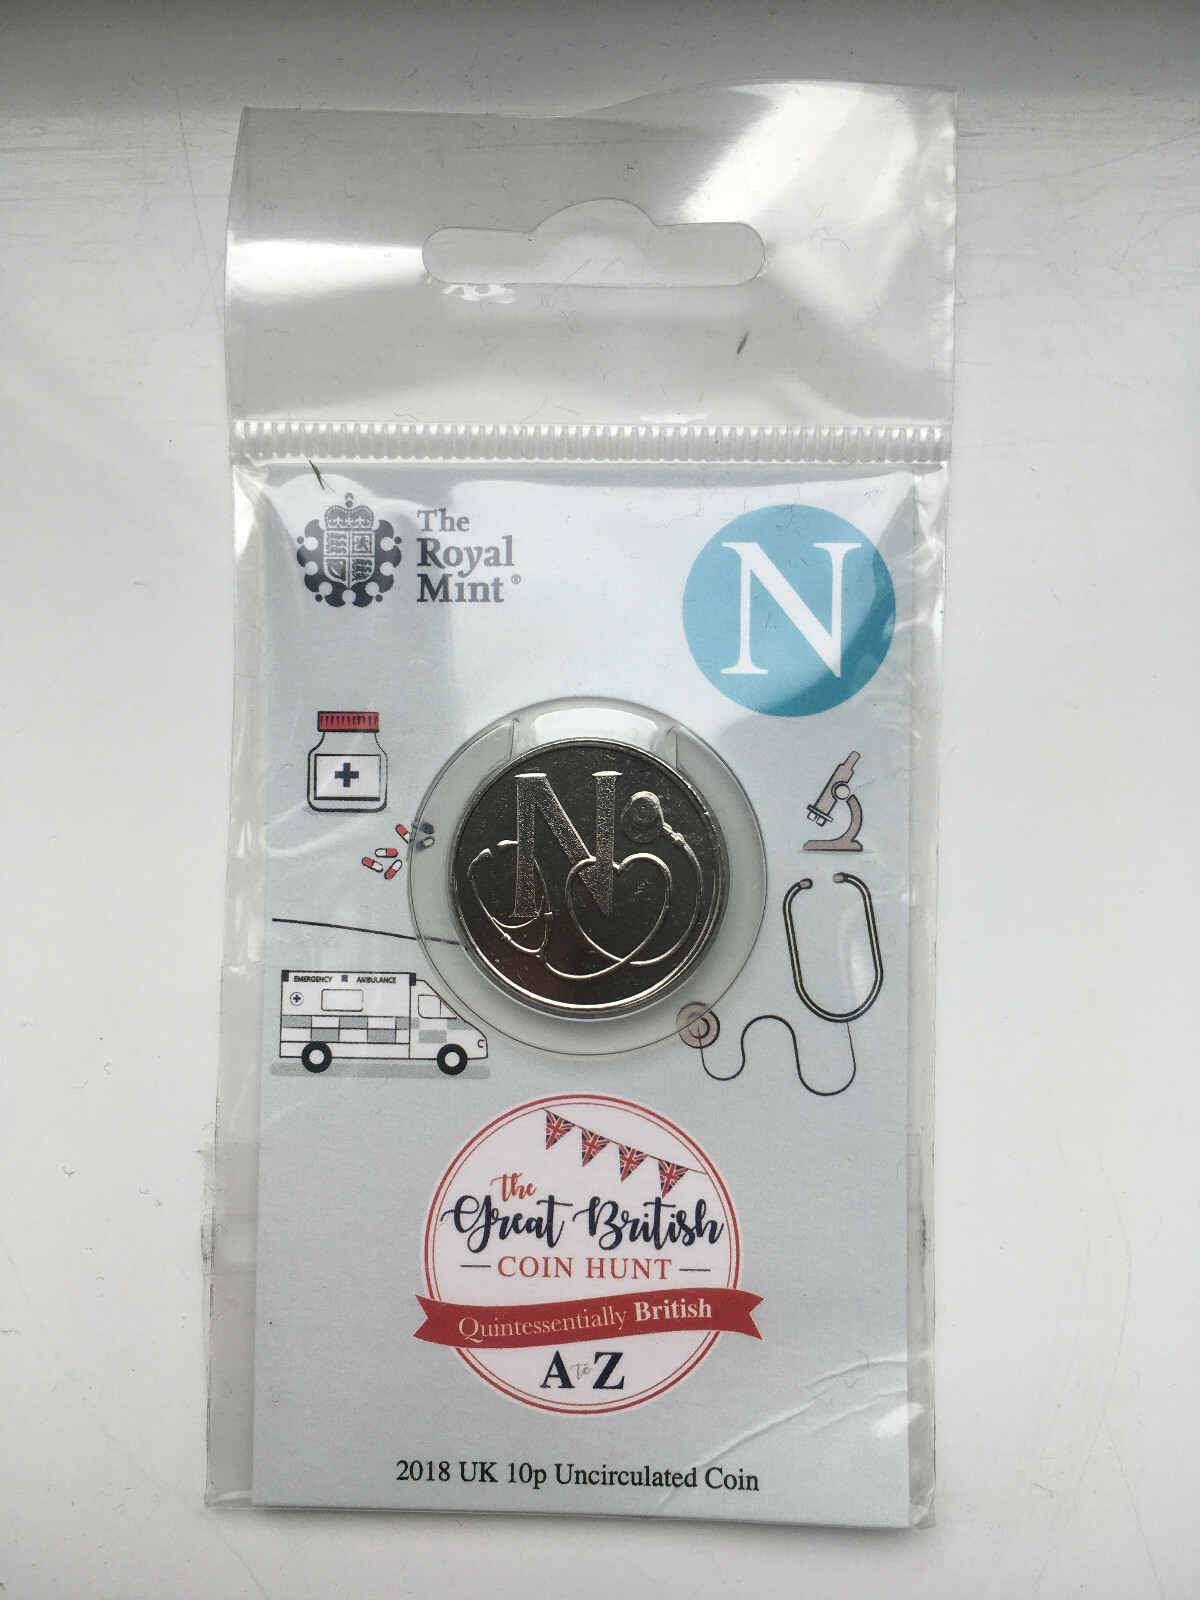 The
Royal
Mint®
N
N
EMERGENCY AMBULANCE
the
Great British
COIN HUNT
Quintessentially British
A to Z
2018 UK 10p Uncirculated Coin